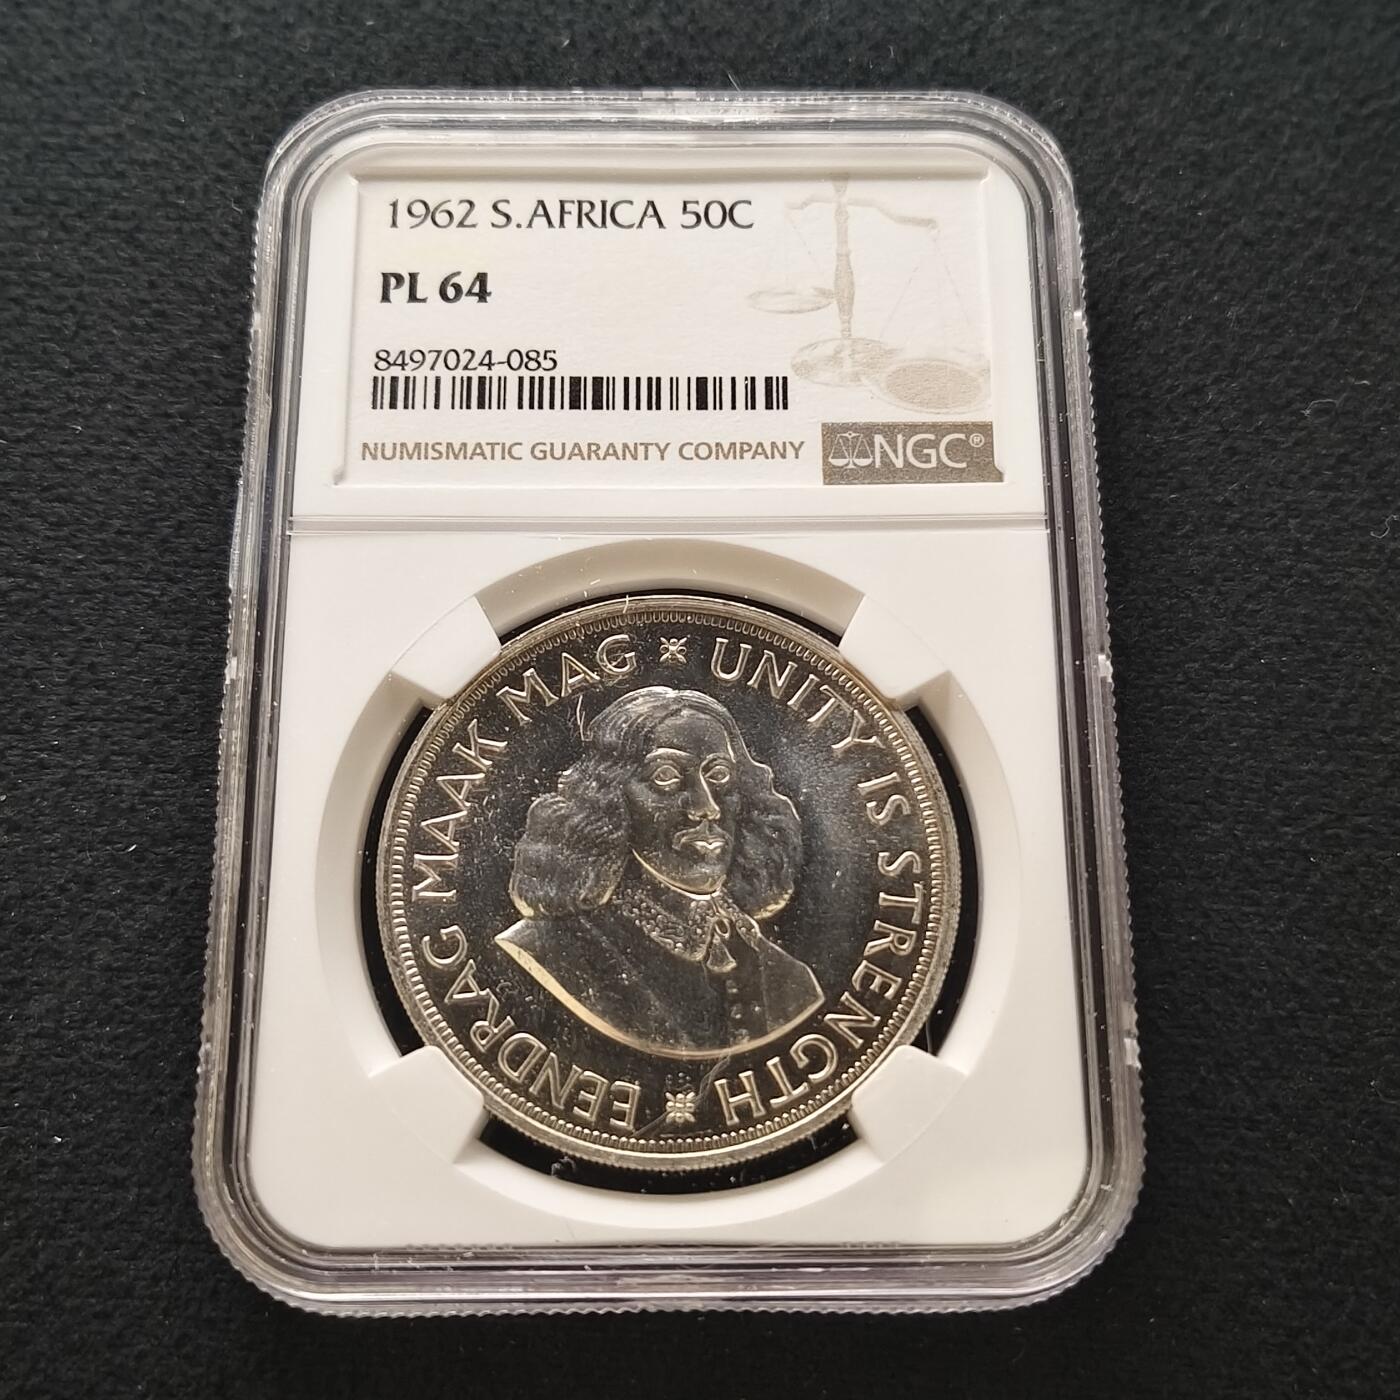 1962 S.AFRICA 50C
PL 64
8497024-085
NUMISMATIC GUARANTY COMPANY
NGC®
EENDRAG MAAK MAG
UNITY IS STRENGTH